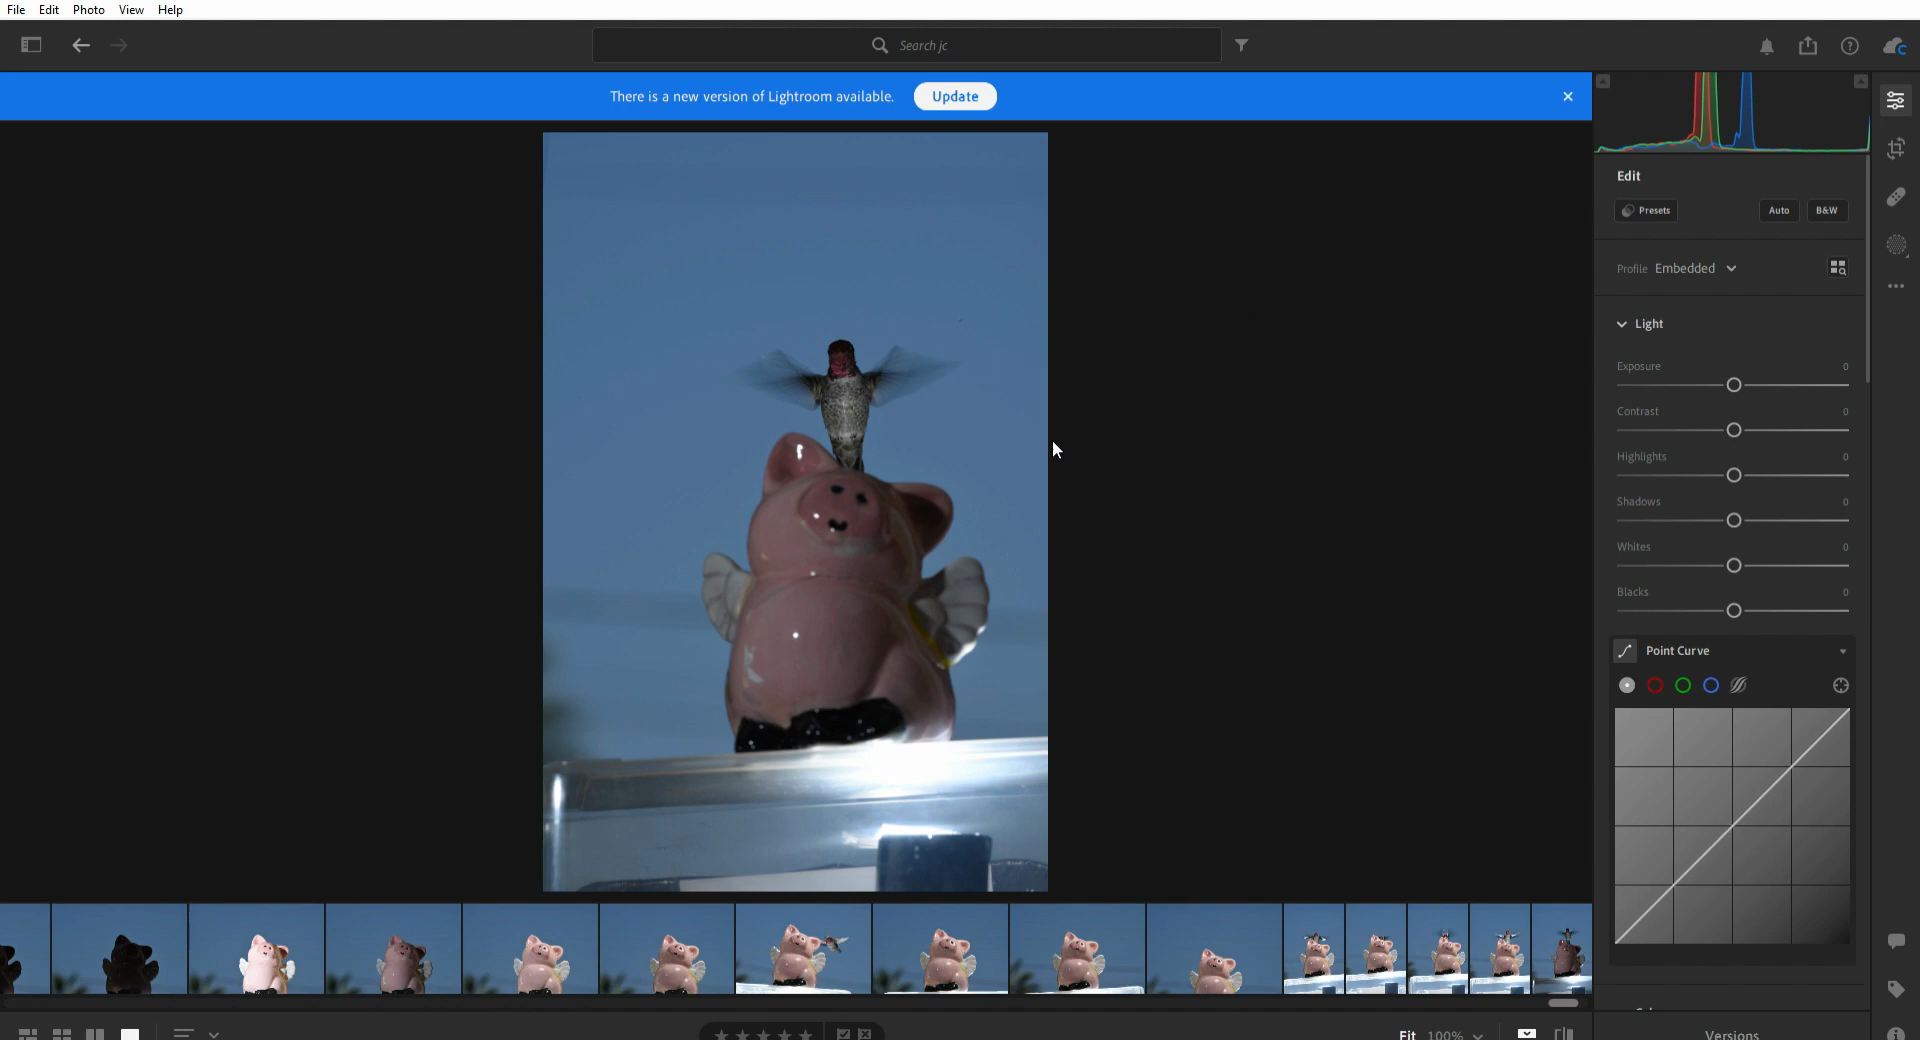 File Edit Photo View Help
Search jc
There is a new version of Lightroom available. Update
Edit
Presets Auto B&W
Profile Embedded
Light
Exposure 0
Contrast 0
Highlights 0
Shadows 0
Whites 0
Blacks 0
Point Curve
Fit 100%
Versions